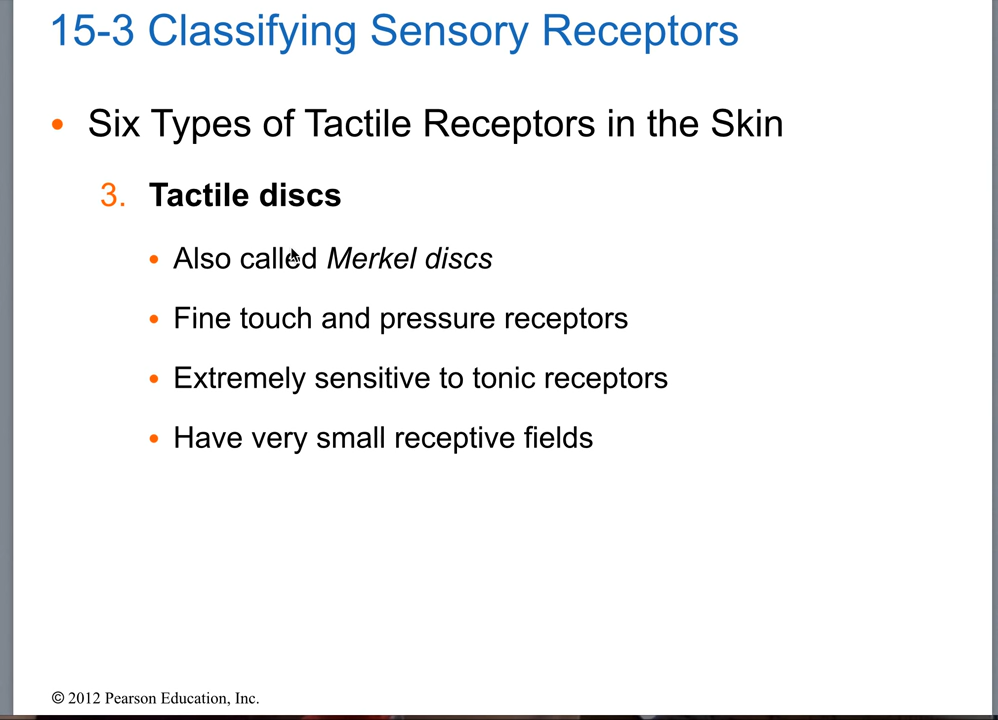 15-3 Classifying Sensory Receptors
• Six Types of Tactile Receptors in the Skin
3. Tactile discs
• Also called Merkel discs
• Fine touch and pressure receptors
• Extremely sensitive to tonic receptors
• Have very small receptive fields
© 2012 Pearson Education, Inc.